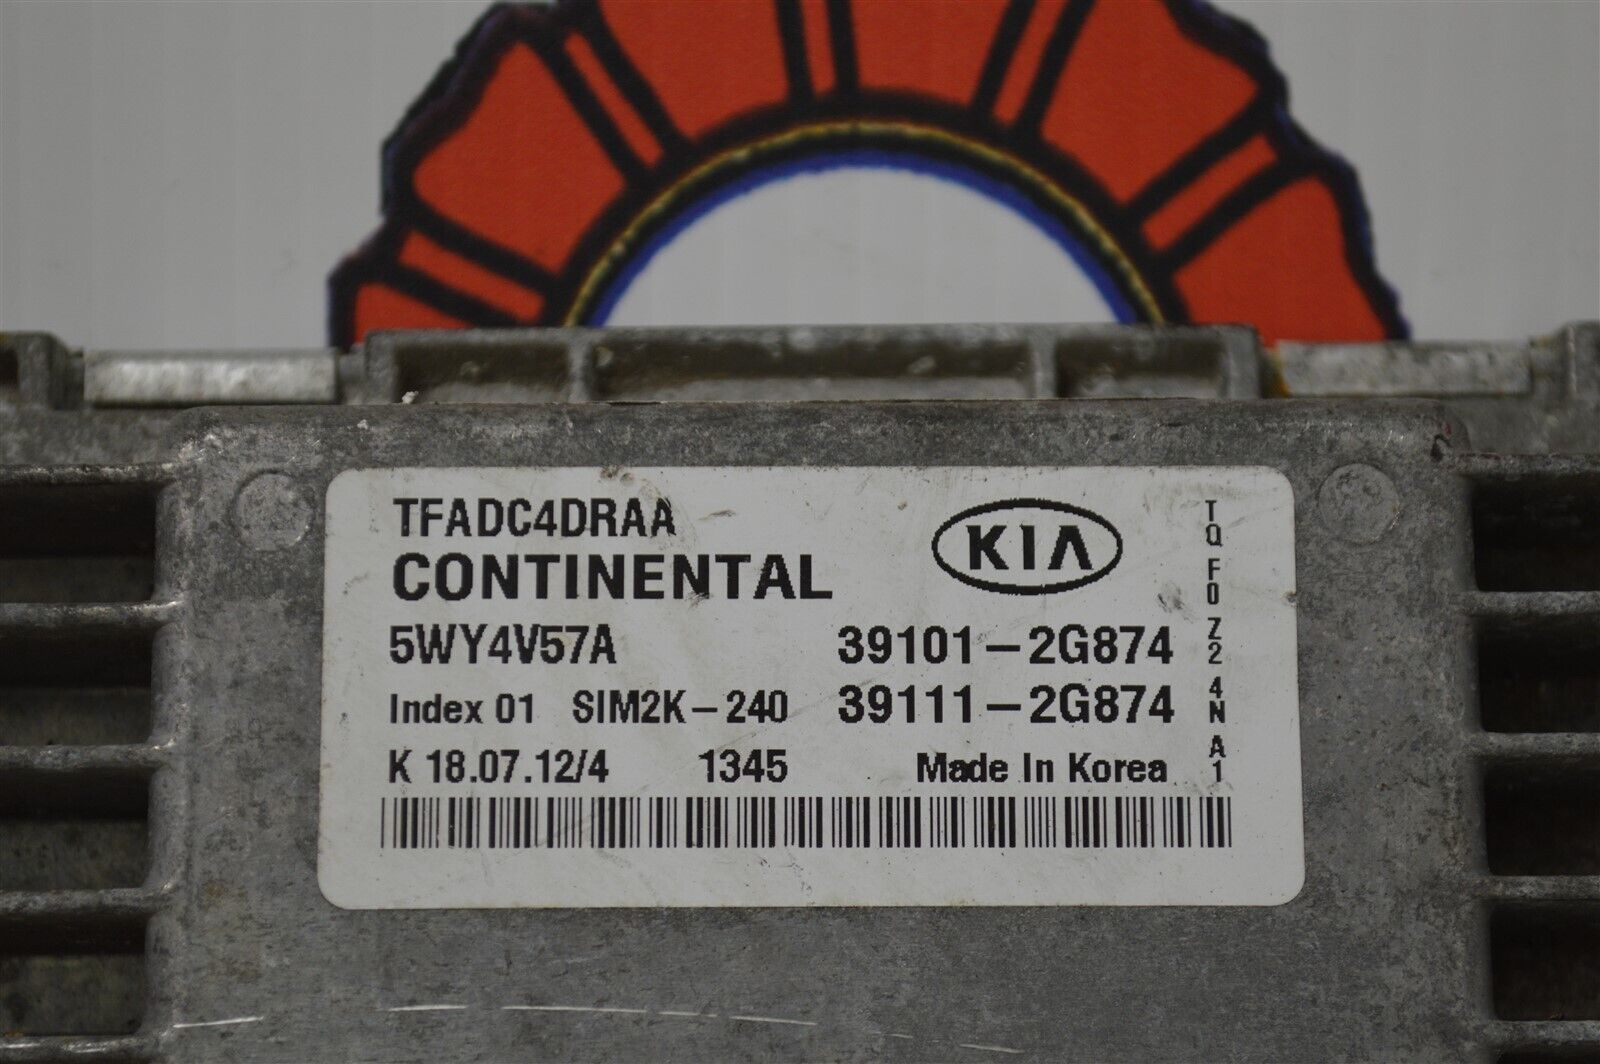 TFADC4DRAA
CONTINENTAL
KIA
5WY4V57A 39101-2G874
Index 01 SIM2K-240 39111-2G874
K 18.07.12/4 1345 Made In Korea
TQ F0 Z2 4N A1